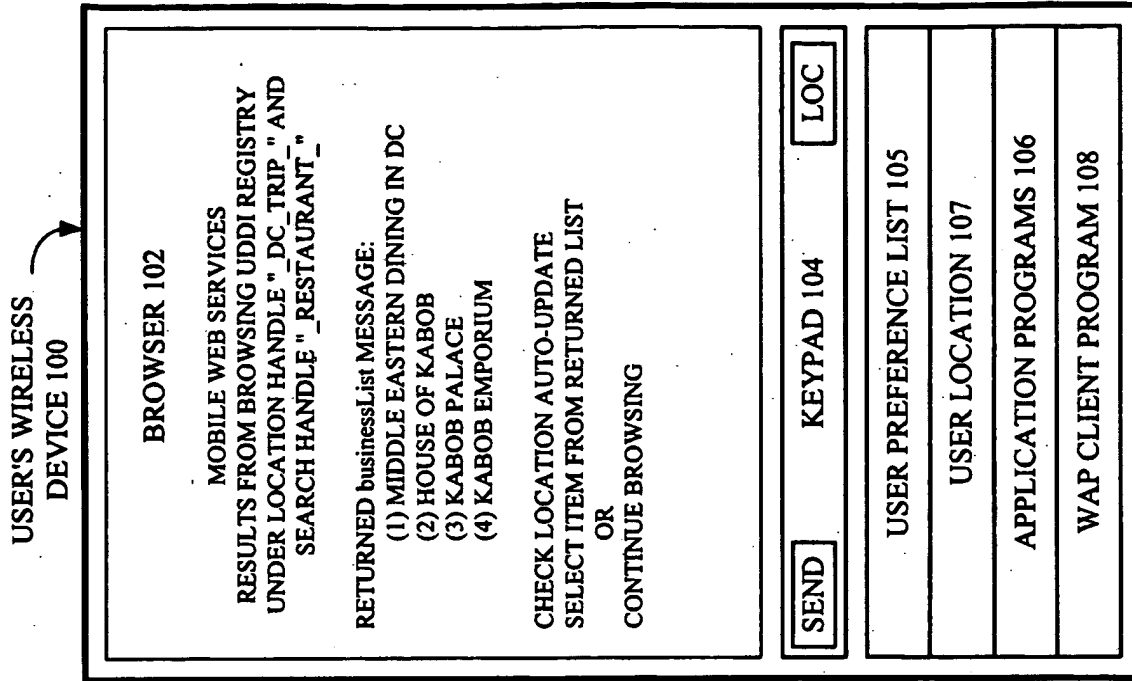 USER'S WIRELESS
DEVICE 100
BROWSER 102
MOBILE WEB SERVICES
RESULTS FROM BROWSING UDDI REGISTRY
UNDER LOCATION HANDLE "_DC_TRIP_" AND
SEARCH HANDLE "_RESTAURANT_"
RETURNED businessList MESSAGE:
(1) MIDDLE EASTERN DINING IN DC
(2) HOUSE OF KABOB
(3) KABOB PALACE
(4) KABOB EMPORIUM
CHECK LOCATION AUTO-UPDATE
SELECT ITEM FROM RETURNED LIST
OR
CONTINUE BROWSING
SEND KEYPAD 104 LOC
USER PREFERENCE LIST 105
USER LOCATION 107
APPLICATION PROGRAMS 106
WAP CLIENT PROGRAM 108